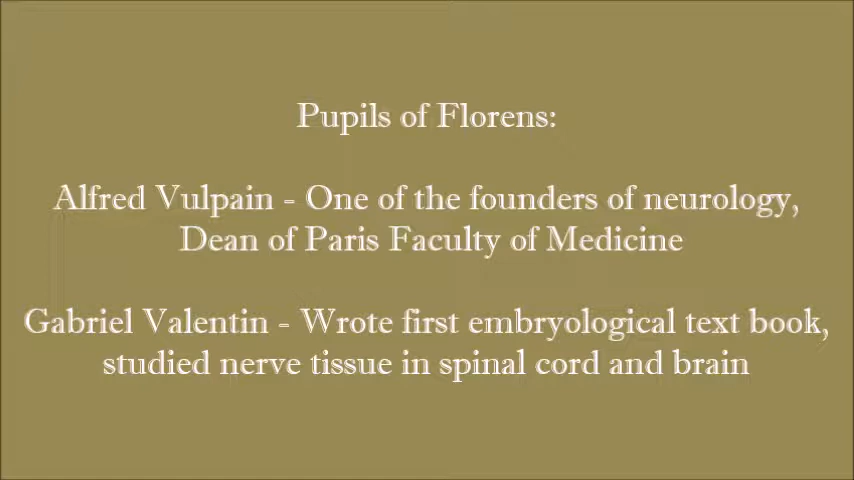 Pupils of Florens:
Alfred Vulpain - One of the founders of neurology,
Dean of Paris Faculty of Medicine
Gabriel Valentin - Wrote first embryological text book,
studied nerve tissue in spinal cord and brain